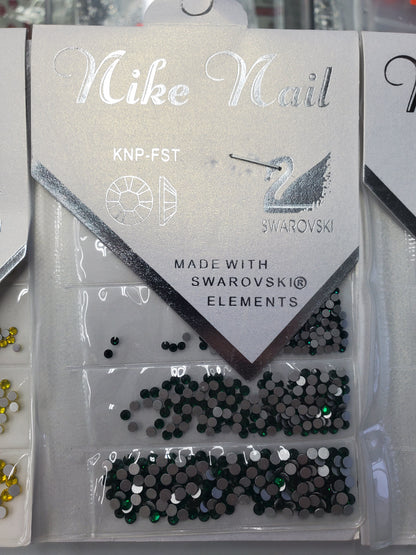 Nike Nail
KNP-FST
SWAROVSKI
MADE WITH
SWAROVSKI®
ELEMENTS